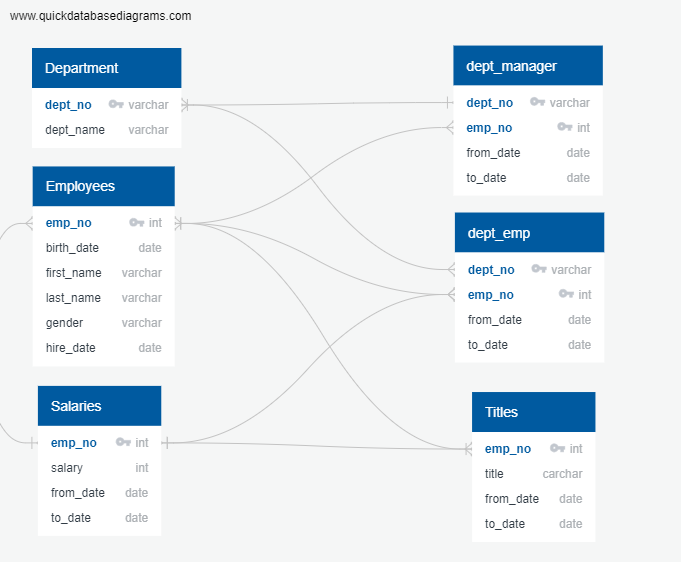 www.quickdatabasediagrams.com
Department
dept_no varchar
dept_name varchar
Employees
emp_no int
birth_date date
first_name varchar
last_name varchar
gender varchar
hire_date date
Salaries
emp_no int
salary int
from_date date
to_date date
dept_manager
dept_no varchar
emp_no int
from_date date
to_date date
dept_emp
dept_no varchar
emp_no int
from_date date
to_date date
Titles
emp_no int
title carchar
from_date date
to_date date